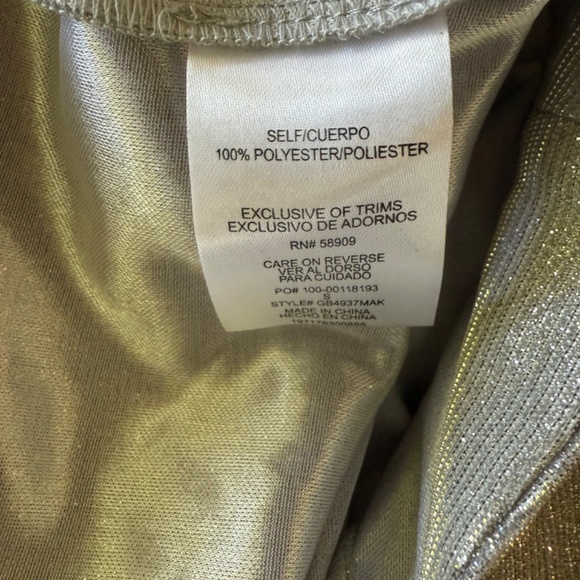 SELF/CUERPO
100% POLYESTER/POLIESTER
EXCLUSIVE OF TRIMS
EXCLUSIVO DE ADORNOS
RN# 58909
CARE ON REVERSE
VER AL DORSO
PARA CUIDADO
PO# 100-00118193
S
STYLE# GB4937MAK
MADE IN CHINA
HECHO EN CHINA